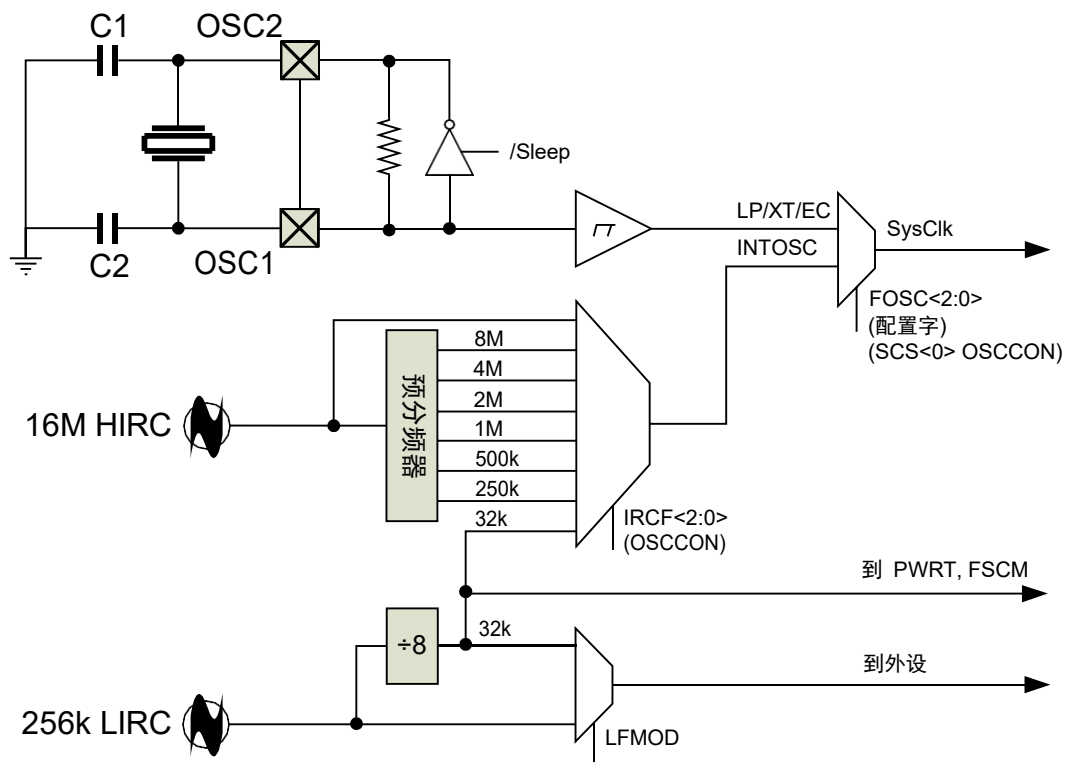 C1
OSC2
/Sleep
C2
OSC1
LP/XT/EC
INTOSC
SysClk
FOSC<2:0>
(配置字)
(SCS<0> OSCCON)
16M HIRC
预分频器
8M
4M
2M
1M
500k
250k
32k
IRCF<2:0>
(OSCCON)
到 PWRT, FSCM
÷8
32k
到外设
256k LIRC
LFMOD